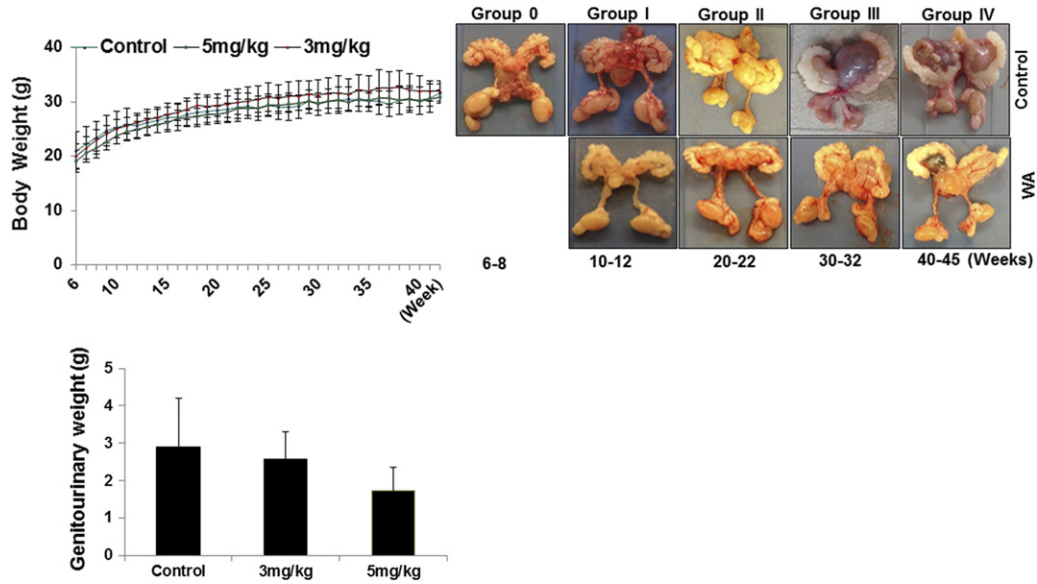 Body Weight (g)
Control 5mg/kg 3mg/kg
40
30
20
10
0
6 10 15 20 25 30 35 40
(Week)
Group 0 Group I Group II Group III Group IV
Control
WA
6-8 10-12 20-22 30-32 40-45 (Weeks)
Genitourinary weight (g)
5
4
3
2
1
0
Control 3mg/kg 5mg/kg